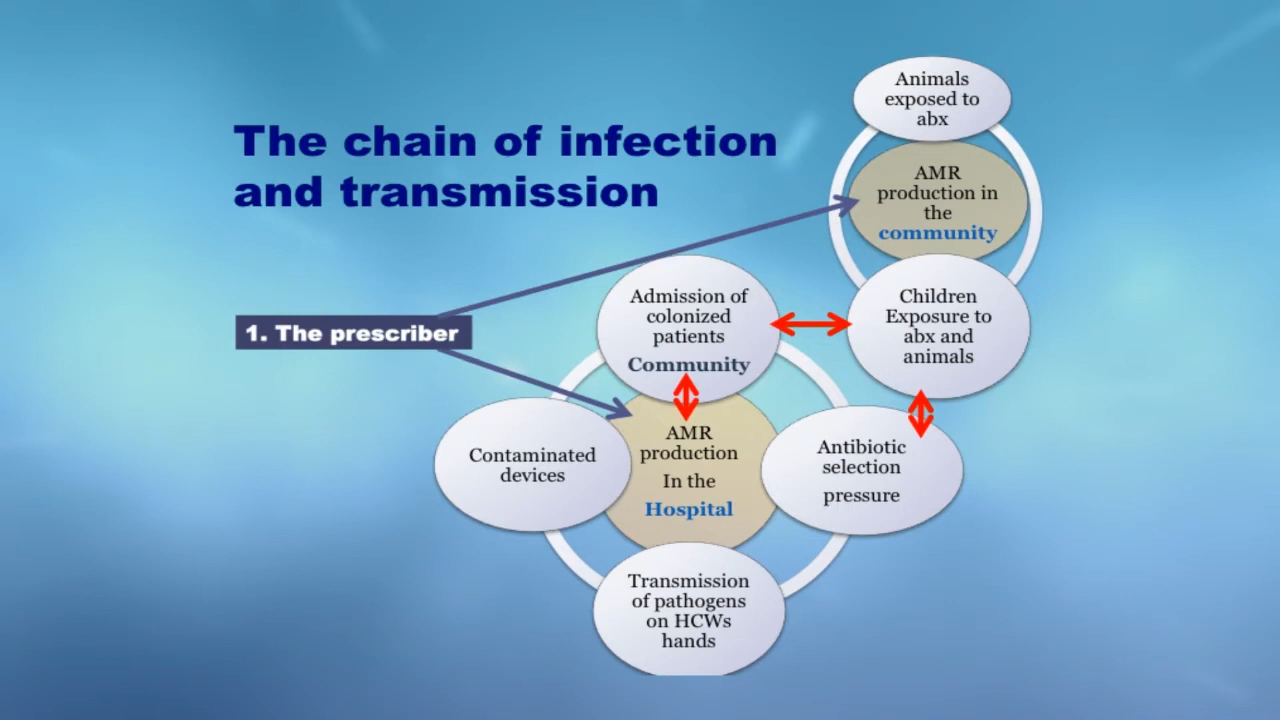 The chain of infection
and transmission
Animals
exposed to
abx
AMR
production in
the
community
1. The prescriber
Admission of
colonized
patients
Community
Children
Exposure to
abx and
animals
Contaminated
devices
AMR
production
In the
Hospital
Antibiotic
selection
pressure
Transmission
of pathogens
on HCWs
hands